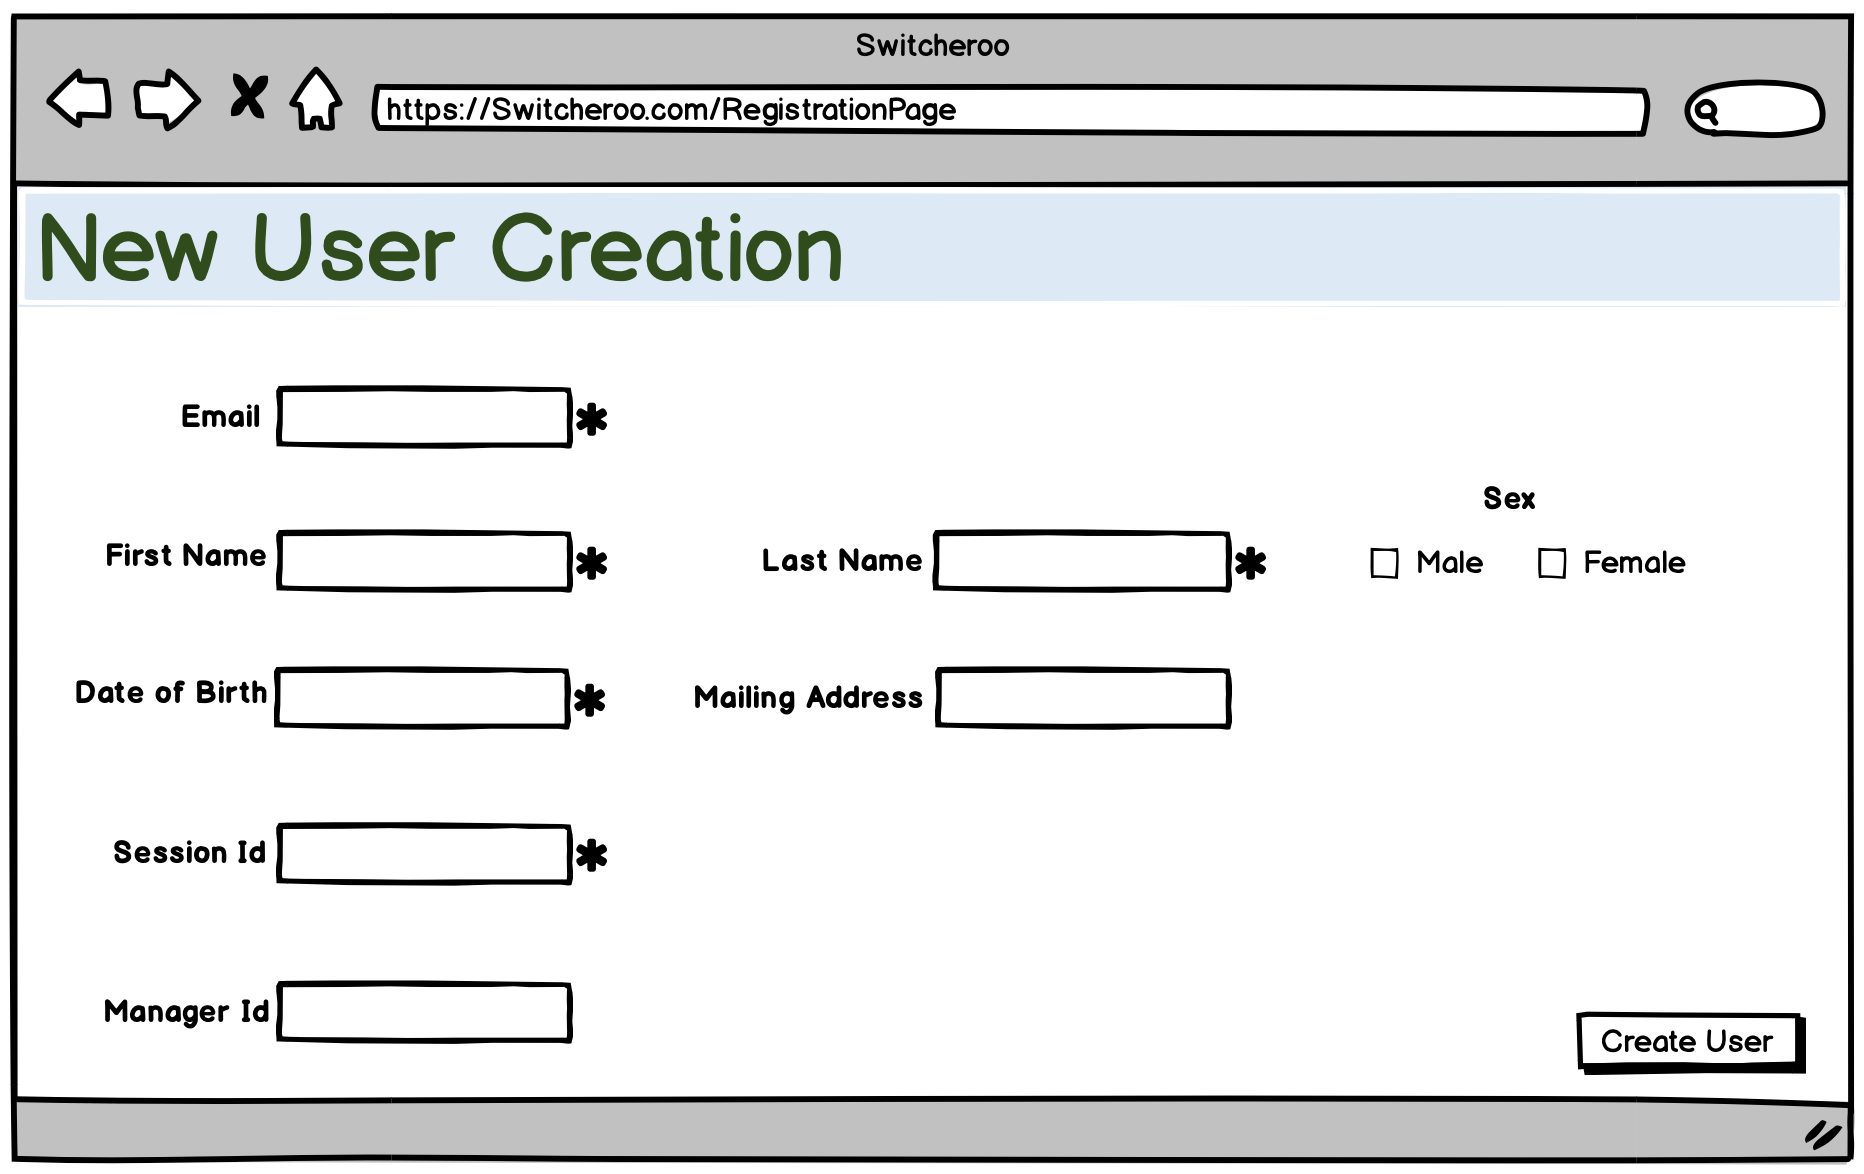 Switcheroo
https://Switcheroo.com/RegistrationPage
New User Creation
Email *
Sex
First Name * Last Name * Male Female
Date of Birth * Mailing Address
Session Id *
Manager Id
Create User